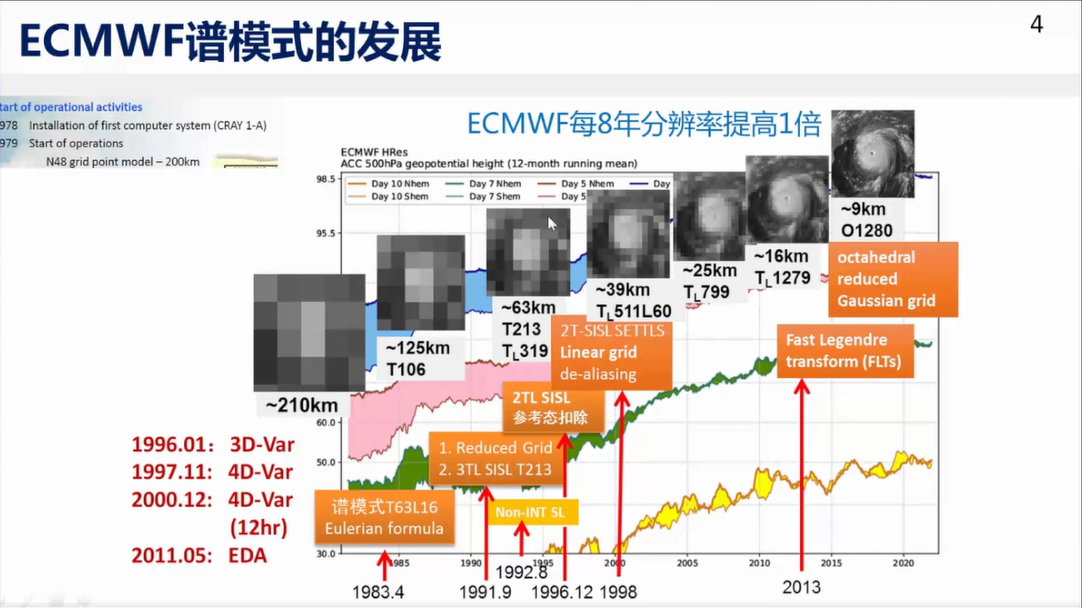 ECMWF谱模式的发展
4
tart of operational activities
978 Installation of first computer system (CRAY 1-A)
979 Start of operations
N48 grid point model – 200km
ECMWF每8年分辨率提高1倍
ECMWF HRes
ACC 500hPa geopotential height (12-month running mean)
98.5
Day 10 Nhem Day 7 Nhem Day 5 Nhem Day
Day 10 Shem Day 7 Shem Day 5
95.5
~9km
O1280
~16km
TL1279
~25km
TL799
~39km
TL511L60
~63km
T213
TL319
~125km
T106
~210km
octahedral
reduced
Gaussian grid
2T-SISL SETTLS
Linear grid
de-aliasing
Fast Legendre
transform (FLTs)
2TL SISL
参考态扣除
60.0
1. Reduced Grid
2. 3TL SISL T213
50.0
1996.01: 3D-Var
1997.11: 4D-Var
2000.12: 4D-Var
(12hr)
2011.05: EDA
谱模式T63L16
Eulerian formula
Non-INT SL
30.0
985 1990 1995 2000 2005 2010 2015 2020
1983.4
1991.9
1992.8
1996.12
1998
2013